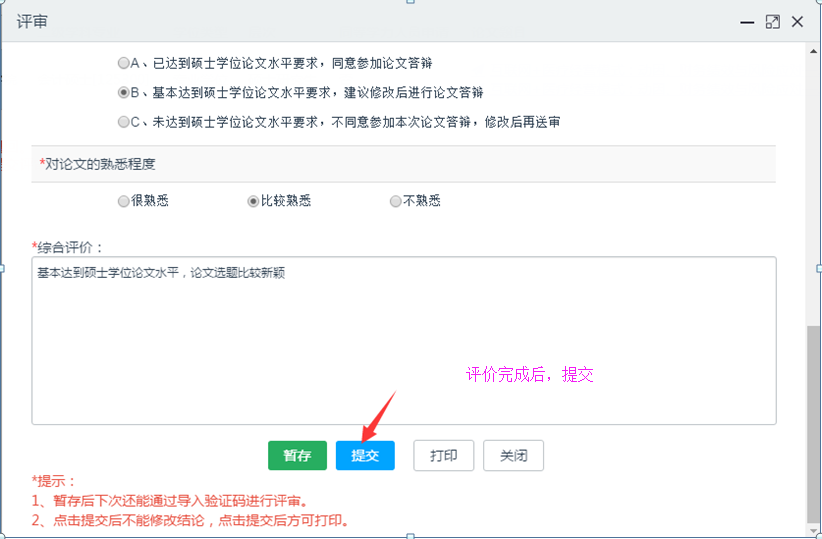 评审
A、已达到硕士学位论文水平要求，同意参加论文答辩
B、基本达到硕士学位论文水平要求，建议修改后进行论文答辩
C、未达到硕士学位论文水平要求，不同意参加本次论文答辩，修改后再送审
*对论文的熟悉程度
很熟悉 比较熟悉 不熟悉
*综合评价：
基本达到硕士学位论文水平，论文选题比较新颖
评价完成后，提交
暂存 提交 打印 关闭
*提示：
1、暂存后下次还能通过导入验证码进行评审。
2、点击提交后不能修改结论，点击提交后方可打印。